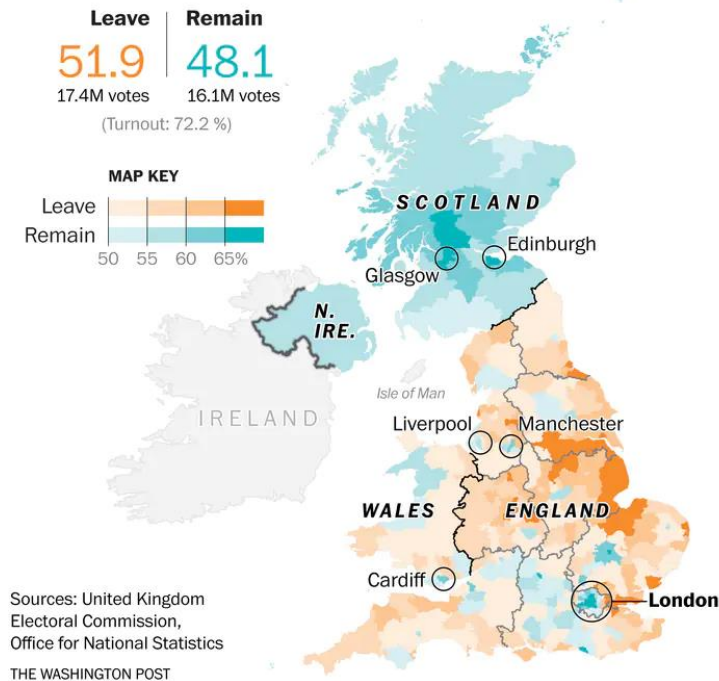 Leave
Remain
51.9
48.1
17.4M votes
16.1M votes
(Turnout: 72.2 %)
MAP KEY
Leave
Remain
50 55 60 65%
SCOTLAND
Edinburgh
Glasgow
N.
IRE.
Isle of Man
IRELAND
Liverpool
Manchester
WALES
ENGLAND
Cardiff
London
Sources: United Kingdom
Electoral Commission,
Office for National Statistics
THE WASHINGTON POST